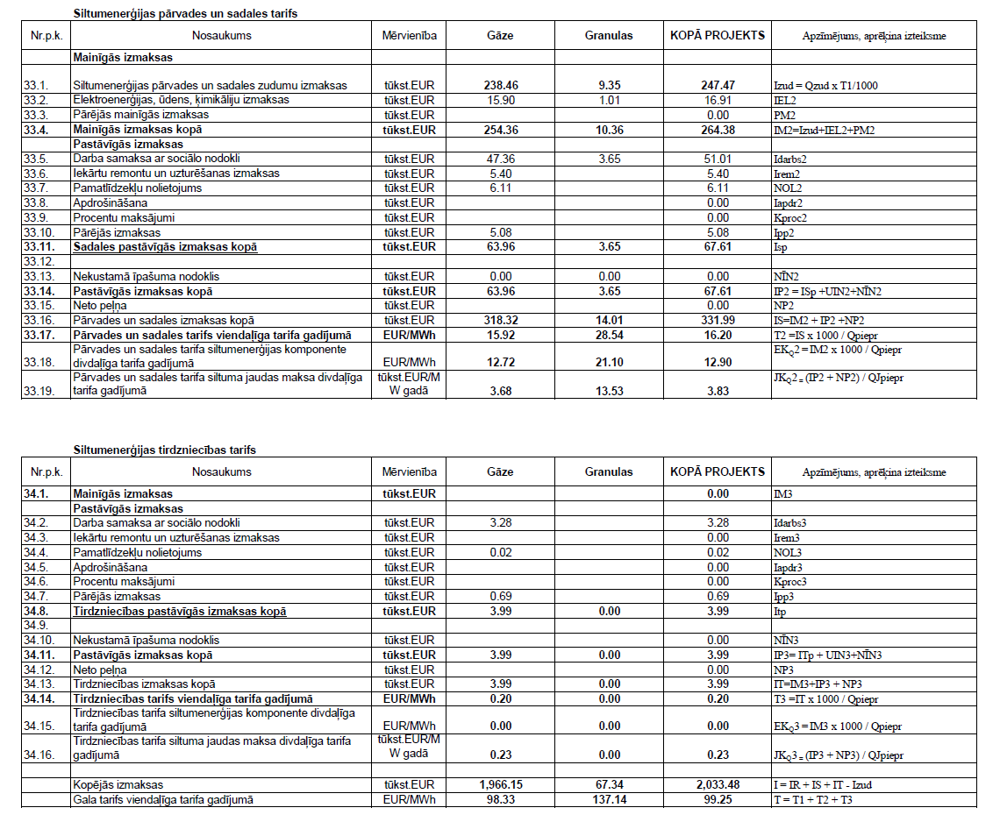 Siltumenerģijas pārvades un sadales tarifs
Nr.p.k. Nosaukums Mērvienība Gāze Granulas KOPĀ PROJEKTS Apzīmējums, aprēķina izteiksme
Mainīgās izmaksas
33.1. Siltumenerģijas pārvades un sadales zudumu izmaksas tūkst.EUR 238.46 9.35 247.47 Izud = Qzud x T1/1000
33.2. Elektroenerģijas, ūdens, ķimikāliju izmaksas tūkst.EUR 15.90 1.01 16.91 IEL2
33.3. Pārējās mainīgās izmaksas tūkst.EUR 0.00 PM2
33.4. Mainīgās izmaksas kopā tūkst.EUR 254.36 10.36 264.38 IM2=Izud+IEL2+PM2
Pastāvīgās izmaksas
33.5. Darba samaksa ar sociālo nodokli tūkst.EUR 47.36 3.65 51.01 Idarbs2
33.6. Iekārtu remontu un uzturēšanas izmaksas tūkst.EUR 5.40 5.40 Irem2
33.7. Pamatlīdzekļu nolietojums tūkst.EUR 6.11 6.11 NOL2
33.8. Apdrošināšana tūkst.EUR 0.00 Iapdr2
33.9. Procentu maksājumi tūkst.EUR 0.00 Kproc2
33.10. Pārējās izmaksas tūkst.EUR 5.08 5.08 Ipp2
33.11. Sadales pastāvīgās izmaksas kopā tūkst.EUR 63.96 3.65 67.61 Isp
33.12.
33.13. Nekustamā īpašuma nodoklis tūkst.EUR 0.00 0.00 0.00 NĪN2
33.14. Pastāvīgās izmaksas kopā tūkst.EUR 63.96 3.65 67.61 IP2 = ISp +UIN2+NĪN2
33.15. Neto peļņa tūkst.EUR 0.00 NP2
33.16. Pārvades un sadales izmaksas kopā tūkst.EUR 318.32 14.01 331.99 IS=IM2 + IP2 +NP2
33.17. Pārvades un sadales tarifs viendaļīga tarifa gadījumā EUR/MWh 15.92 28.54 16.20 T2 =IS x 1000 / Qpiepr
Pārvades un sadales tarifa siltumenerģijas komponente EKQ2 = IM2 x 1000 / Qpiepr
33.18. divdaļīga tarifa gadījumā EUR/MWh 12.72 21.10 12.90
Pārvades un sadales tarifa siltuma jaudas maksa divdaļīga tūkst.EUR/M JKQ2 = (IP2 + NP2) / QJpiepr
33.19. tarifa gadījumā W gadā 3.68 13.53 3.83
Siltumenerģijas tirdzniecības tarifs
Nr.p.k. Nosaukums Mērvienība Gāze Granulas KOPĀ PROJEKTS Apzīmējums, aprēķina izteiksme
34.1. Mainīgās izmaksas tūkst.EUR 0.00 IM3
Pastāvīgās izmaksas
34.2. Darba samaksa ar sociālo nodokli tūkst.EUR 3.28 3.28 Idarbs3
34.3. Iekārtu remontu un uzturēšanas izmaksas tūkst.EUR 0.00 Irem3
34.4. Pamatlīdzekļu nolietojums tūkst.EUR 0.02 0.02 NOL3
34.5. Apdrošināšana tūkst.EUR 0.00 Iapdr3
34.6. Procentu maksājumi tūkst.EUR 0.00 Kproc3
34.7. Pārējās izmaksas tūkst.EUR 0.69 0.69 Ipp3
34.8. Tirdzniecības pastāvīgās izmaksas kopā tūkst.EUR 3.99 0.00 3.99 Itp
34.9.
34.10. Nekustamā īpašuma nodoklis tūkst.EUR 0.00 NĪN3
34.11. Pastāvīgās izmaksas kopā tūkst.EUR 3.99 0.00 3.99 IP3= ITp + UIN3+NĪN3
34.12. Neto peļņa tūkst.EUR 0.00 NP3
34.13. Tirdzniecības izmaksas kopā tūkst.EUR 3.99 0.00 3.99 IT=IM3+IP3 + NP3
34.14. Tirdzniecības tarifs viendaļīga tarifa gadījumā EUR/MWh 0.20 0.00 0.20 T3 =IT x 1000 / Qpiepr
Tirdzniecības tarifa siltumenerģijas komponente divdaļīga
34.15. tarifa gadījumā EUR/MWh 0.00 0.00 0.00 EKQ3 = IM3 x 1000 / Qpiepr
Tirdzniecības tarifa siltuma jaudas maksa divdaļīga tarifa tūkst.EUR/M
34.16. gadījumā W gadā 0.23 0.00 0.23 JKQ3 = (IP3 + NP3) / QJpiepr
Kopējās izmaksas tūkst.EUR 1,966.15 67.34 2,033.48 I = IR + IS + IT - Izud
Gala tarifs viendaļīga tarifa gadījumā EUR/MWh 98.33 137.14 99.25 T = T1 + T2 + T3